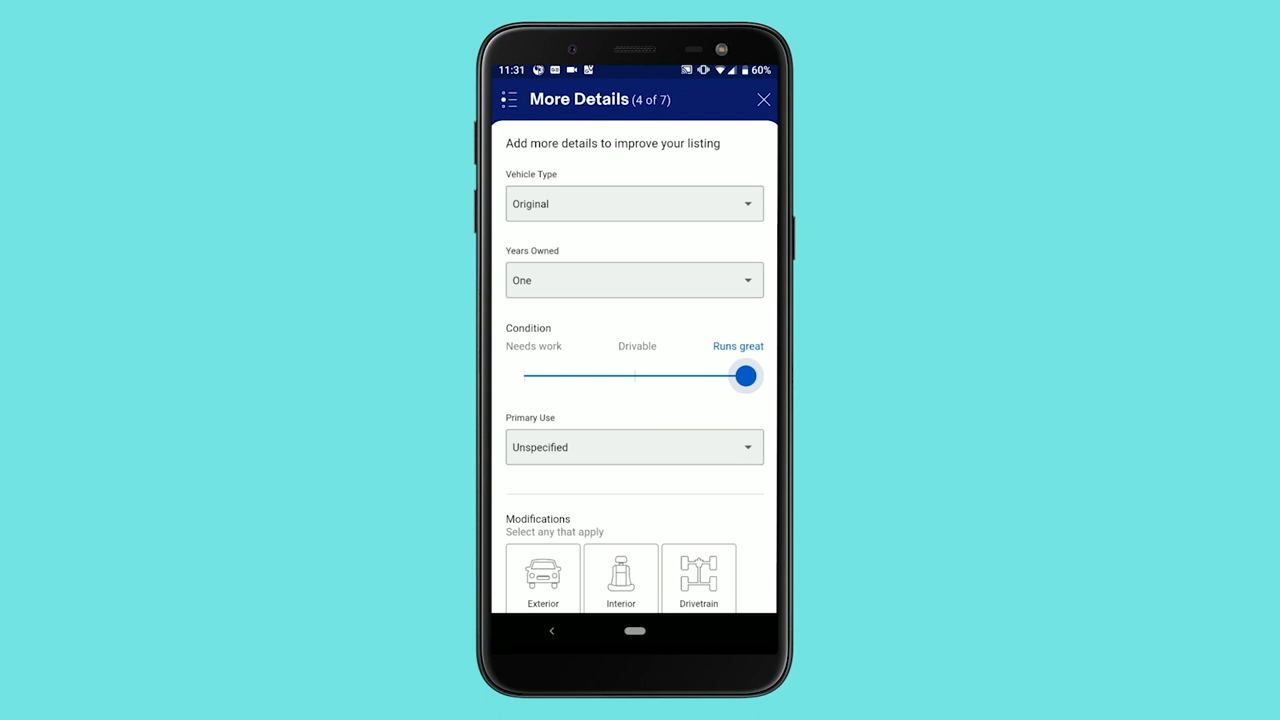 11:31 60%
More Details (4 of 7)
Add more details to improve your listing
Vehicle Type
Original
Years Owned
One
Condition
Needs work Drivable Runs great
Primary Use
Unspecified
Modifications
Select any that apply
Exterior Interior Drivetrain